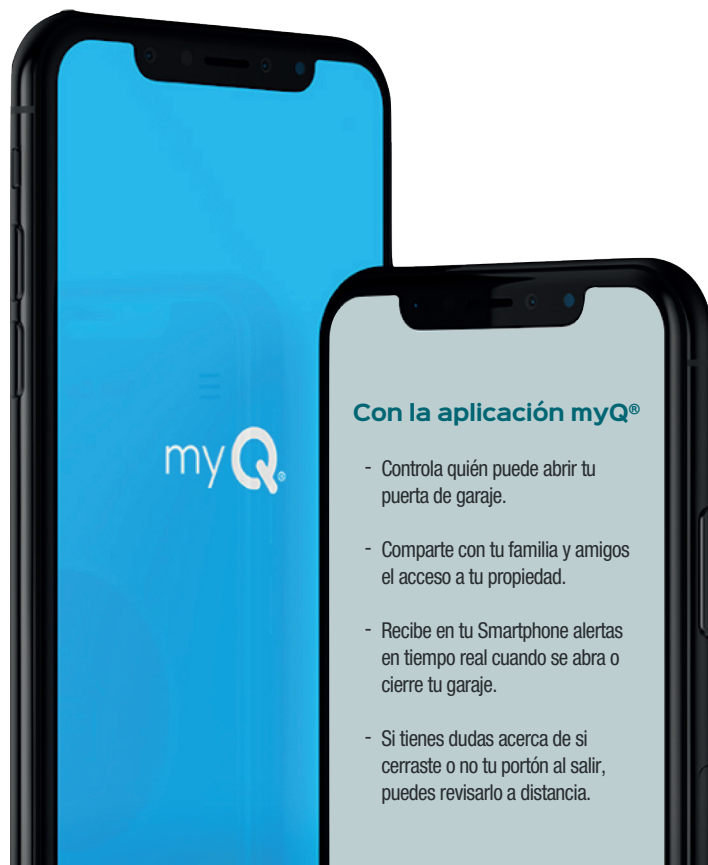 myQ®
Con la aplicación myQ®
- Controla quién puede abrir tu
puerta de garaje.
- Comparte con tu familia y amigos
el acceso a tu propiedad.
- Recibe en tu Smartphone alertas
en tiempo real cuando se abra o
cierre tu garaje.
- Si tienes dudas acerca de si
cerraste o no tu portón al salir,
puedes revisarlo a distancia.